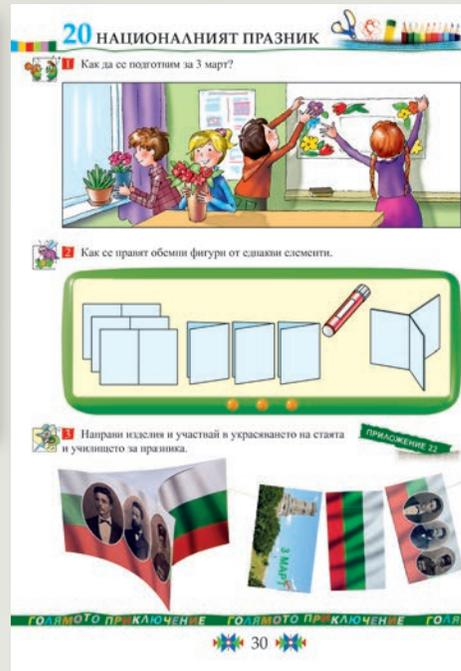 20 НАЦИОНАЛНИЯТ ПРАЗНИК
1 Как да се подготвим за 3 март?
2 Как се правят обемни фигури от еднакви елементи.
3 Направи изделия и участвай в украсяването на стаята
и училището за празника.
ПРИЛОЖЕНИЕ 22
3 МАРТ
ГОЛЯМОТО ПРИКЛЮЧЕНИЕ ГОЛЯМОТО ПРИКЛЮЧЕНИЕ ГОЛЯ
30